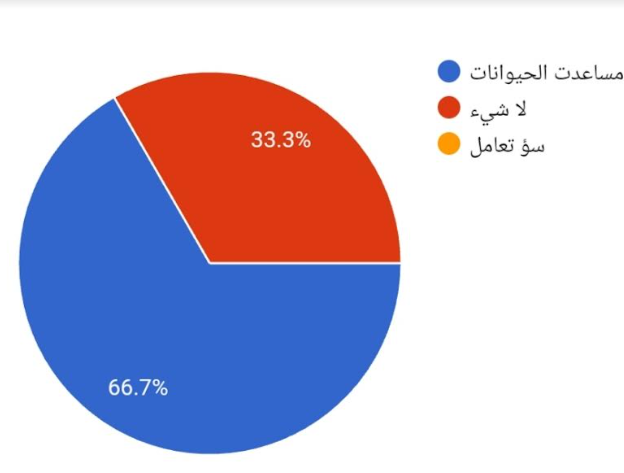 مساعدت الحيوانات
لا شيء
سؤ تعامل
33.3%
66.7%